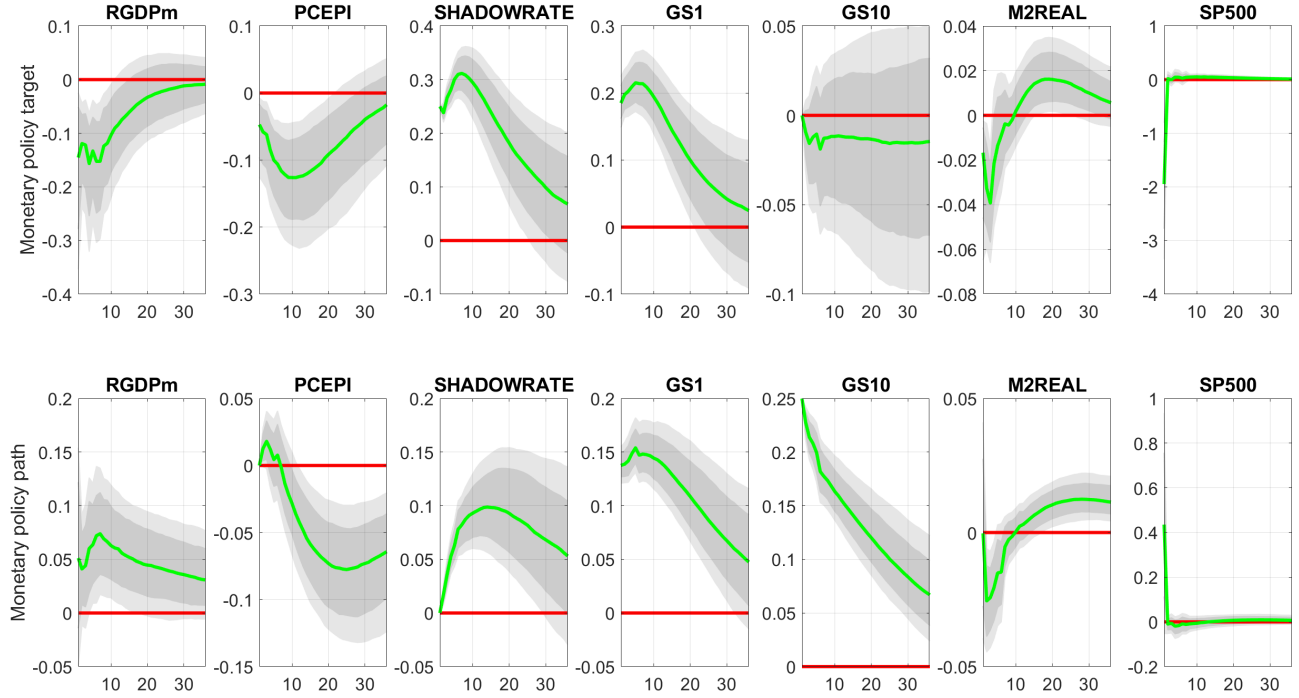 RGDPm PCEPI SHADOWRATE GS1 GS10 M2REAL SP500
Monetary policy target
0.1 0 -0.1 -0.2 -0.3 -0.4
10 20 30
0.1 0 -0.1 -0.2 -0.3
10 20 30
0.4 0.3 0.2 0.1 0 -0.1
10 20 30
0.3 0.2 0.1 0 -0.1
10 20 30
0.05 0 -0.05 -0.1
10 20 30
0.04 0.02 0 -0.02 -0.04 -0.06 -0.08
10 20 30
1 0 -1 -2 -3 -4
10 20 30
RGDPm PCEPI SHADOWRATE GS1 GS10 M2REAL SP500
Monetary policy path
0.2 0.15 0.1 0.05 0 -0.05
10 20 30
0.05 0 -0.05 -0.1 -0.15
10 20 30
0.2 0.15 0.1 0.05 0 -0.05
10 20 30
0.2 0.15 0.1 0.05 0 -0.05
10 20 30
0.25 0.2 0.15 0.1 0.05 0
10 20 30
0.05 0 -0.05
10 20 30
1 0.8 0.6 0.4 0.2 0 -0.2
10 20 30